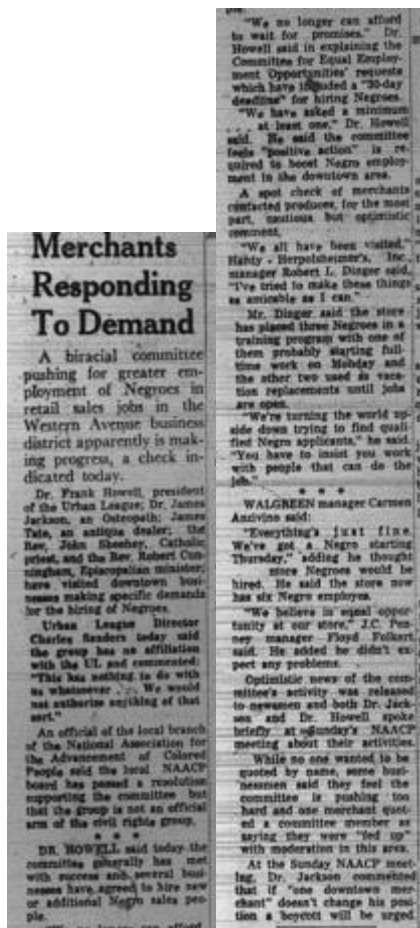 Merchants
Responding
To Demand
A biracial committee
pushing for greater em-
ployment of Negroes in
retail sales jobs in the
Western Avenue business
district apparently is mak-
ing progress, a check in-
dicated today.
Dr. Frank Howell, president
of the Urban League; Dr. James
Jackson, an Osteopath; James
Tate, an antique dealer; the
Rev. John Sheehey, Catholic
priest, and the Rev. Robert Cun-
ningham, Episcopalian minister;
have visited downtown busi-
nesses making specific demands
for the hiring of Negroes.
Urban League Director
Charles Sanders today said
the group has no affiliation
with the UL and commented:
"This has nothing to do with
us whatsoever ... We would
not authorize anything of that
sort."
An official of the local branch
of the National Association for
the Advancement of Colored
People said the local NAACP
board has passed a resolution
supporting the committee but
that the group is not an official
arm of the civil rights group.
* * *
DR. HOWELL said today the
committee generally has met
with success and several busi-
nesses have agreed to hire new
or additional Negro sales peo-
ple.
"We no longer can afford
to wait for promises." Dr.
Howell said in explaining the
Committee for Equal Employ-
ment Opportunities' requests
which have included a "30-day
deadline" for hiring Negroes.
"We have asked a minimum
... at least one," Dr. Howell
said. He said the committee
feels "positive action" is re-
quired to boost Negro employ-
ment in the downtown area.
A spot check of merchants
contacted produces, for the most
part, cautious but optimistic
comment.
"We all have been visited,"
Hardy - Herpolsheimer's, Inc.
manager Robert L. Dinger said.
"I've tried to make these things
as amicable as I can."
Mr. Dinger said the store
has placed three Negroes in a
training program with one of
them probably starting full-
time work on Monday and
the other two used as vaca-
tion replacements until jobs
are open.
"We're turning the world up-
side down trying to find quali-
fied Negro applicants," he said.
"You have to insist you work
with people that can do the
job."
* * *
WALGREEN manager Carmen
Anzivino said:
"Everything's just fine.
We've got a Negro starting
Thursday," adding he thought
more Negroes would be
hired. He said the store now
has six Negro employes.
"We believe in equal oppor-
tunity at our store," J.C. Pen-
ney manager Floyd Folkert
said. He added he didn't ex-
pect any problems.
Optimistic news of the com-
mittee's activity was released
to newsmen and both Dr. Jack-
son and Dr. Howell spoke
briefly at Sunday's NAACP
meeting about their activities.
While no one wanted to be
quoted by name, some busi-
nessmen said they feel the
committee is pushing too
hard and one merchant quot-
ed a committee member as
saying they were "fed up"
with moderation in this area.
At the Sunday NAACP meet-
ing, Dr. Jackson commented
that if "one downtown mer-
chant" doesn't change his posi-
tion a boycott will be urged